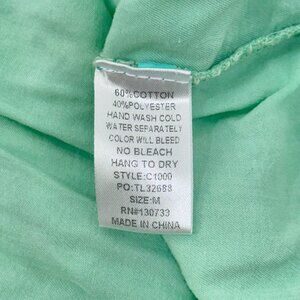 60%COTTON
40%POLYESTER
HAND WASH COLD
WATER SEPARATELY
COLOR WILL BLEED
NO BLEACH
HANG TO DRY
STYLE:C1000
PO:TL32688
SIZE:M
RN#130733
MADE IN CHINA